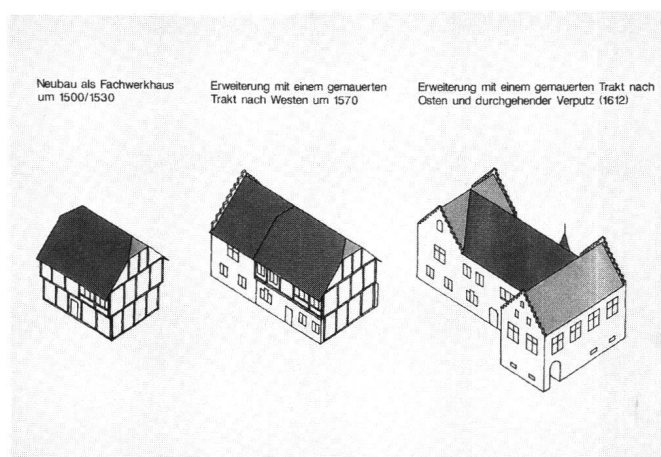 Neubau als Fachwerkhaus
um 1500/1530
Erweiterung mit einem gemauerten
Trakt nach Westen um 1570
Erweiterung mit einem gemauerten Trakt nach
Osten und durchgehender Verputz (1612)